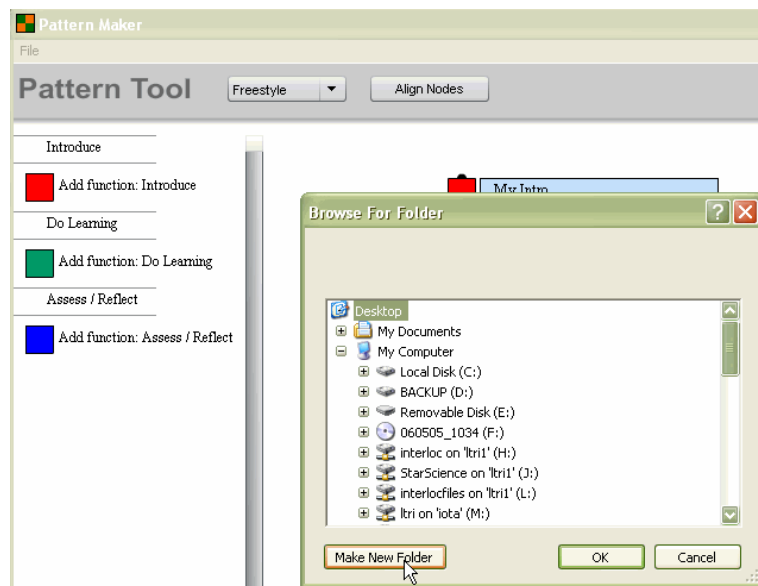 Pattern Maker
File
Pattern Tool
Freestyle
Align Nodes
Introduce
Add function: Introduce
Do Learning
Add function: Do Learning
Assess / Reflect
Add function: Assess / Reflect
My Intro
Browse For Folder
Desktop
My Documents
My Computer
Local Disk (C:)
BACKUP (D:)
Removable Disk (E:)
060505_1034 (F:)
interloc on 'ltri1' (H:)
StarScience on 'ltri1' (J:)
interlocfiles on 'ltri1' (L:)
ltri on 'iota' (M:)
Make New Folder
OK
Cancel